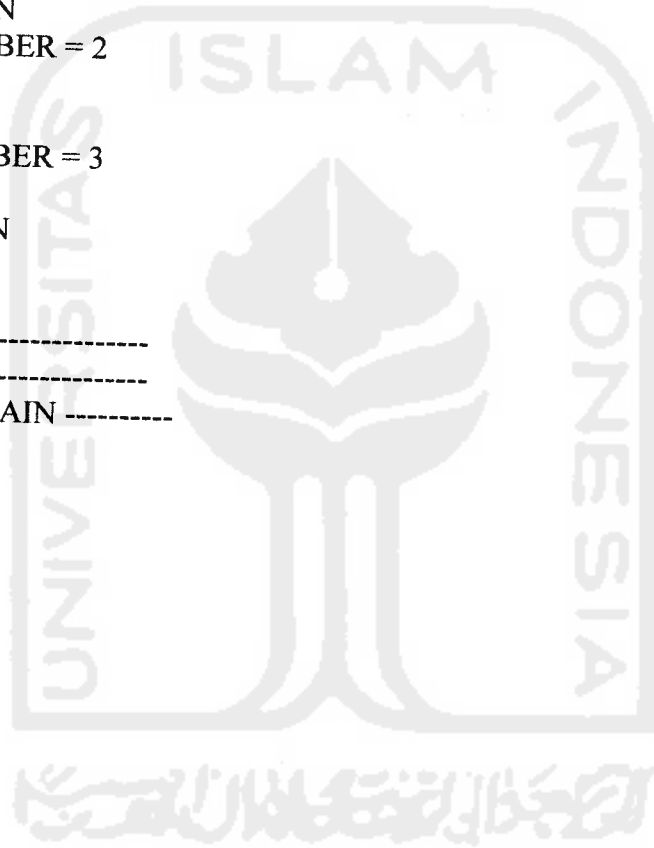 N
BER = 2
ISLAM
BER = 3
N
----------------
----------------
AIN ----------
UNIVERSITAS
INDONESIA